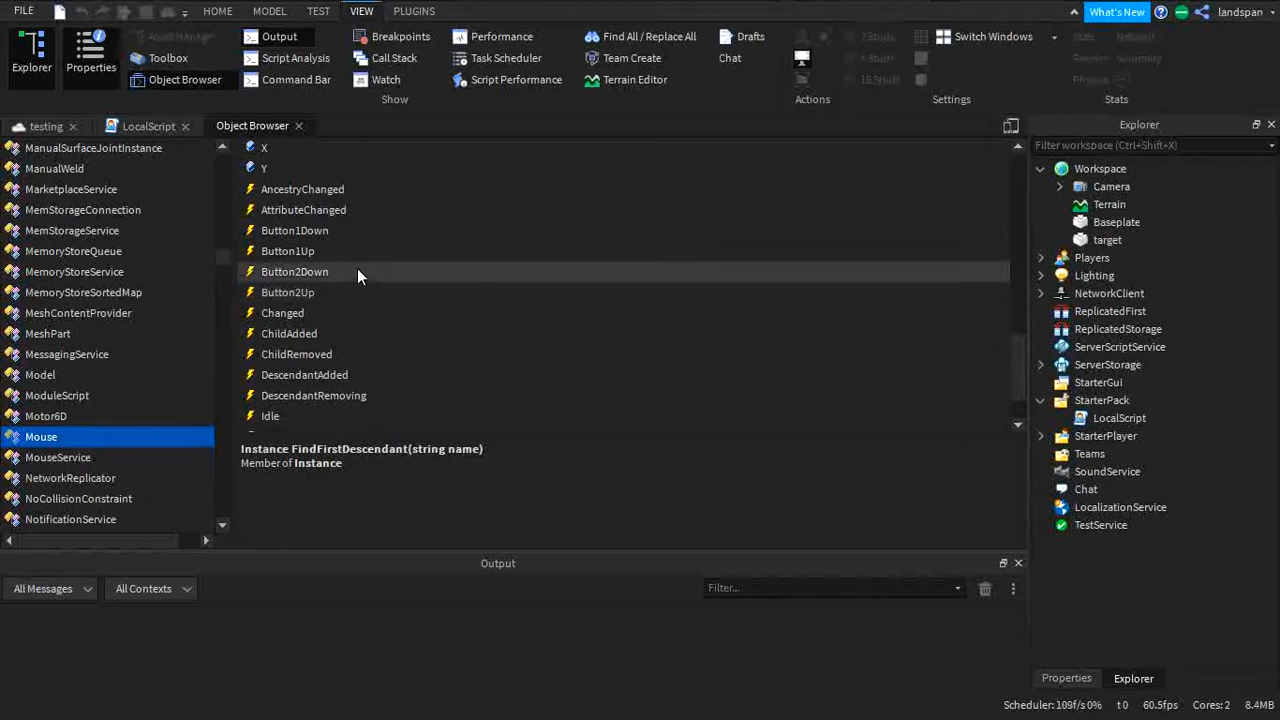 FILE
HOME
MODEL
TEST
VIEW
PLUGINS
What's New
landspan
Explorer
Properties
Asset Manager
Toolbox
Object Browser
Output
Script Analysis
Command Bar
Breakpoints
Call Stack
Watch
Performance
Task Scheduler
Script Performance
Find All / Replace All
Team Create
Terrain Editor
Drafts
Chat
Show
Actions
Switch Windows
Settings
Stats
Network
Summary
Physics
Stats
testing
LocalScript
Object Browser
ManualSurfaceJointInstance
ManualWeld
MarketplaceService
MemStorageConnection
MemStorageService
MemoryStoreQueue
MemoryStoreService
MemoryStoreSortedMap
MeshContentProvider
MeshPart
MessagingService
Model
ModuleScript
Motor6D
Mouse
MouseService
NetworkReplicator
NoCollisionConstraint
NotificationService
X
Y
AncestryChanged
AttributeChanged
Button1Down
Button1Up
Button2Down
Button2Up
Changed
ChildAdded
ChildRemoved
DescendantAdded
DescendantRemoving
Idle
Instance FindFirstDescendant(string name)
Member of Instance
Output
All Messages
All Contexts
Filter...
Explorer
Filter workspace (Ctrl+Shift+X)
Workspace
Camera
Terrain
Baseplate
target
Players
Lighting
NetworkClient
ReplicatedFirst
ReplicatedStorage
ServerScriptService
ServerStorage
StarterGui
StarterPack
LocalScript
StarterPlayer
Teams
SoundService
Chat
LocalizationService
TestService
Properties
Explorer
Scheduler: 109f/s 0%
t 0
60.5fps
Cores: 2
8.4MB